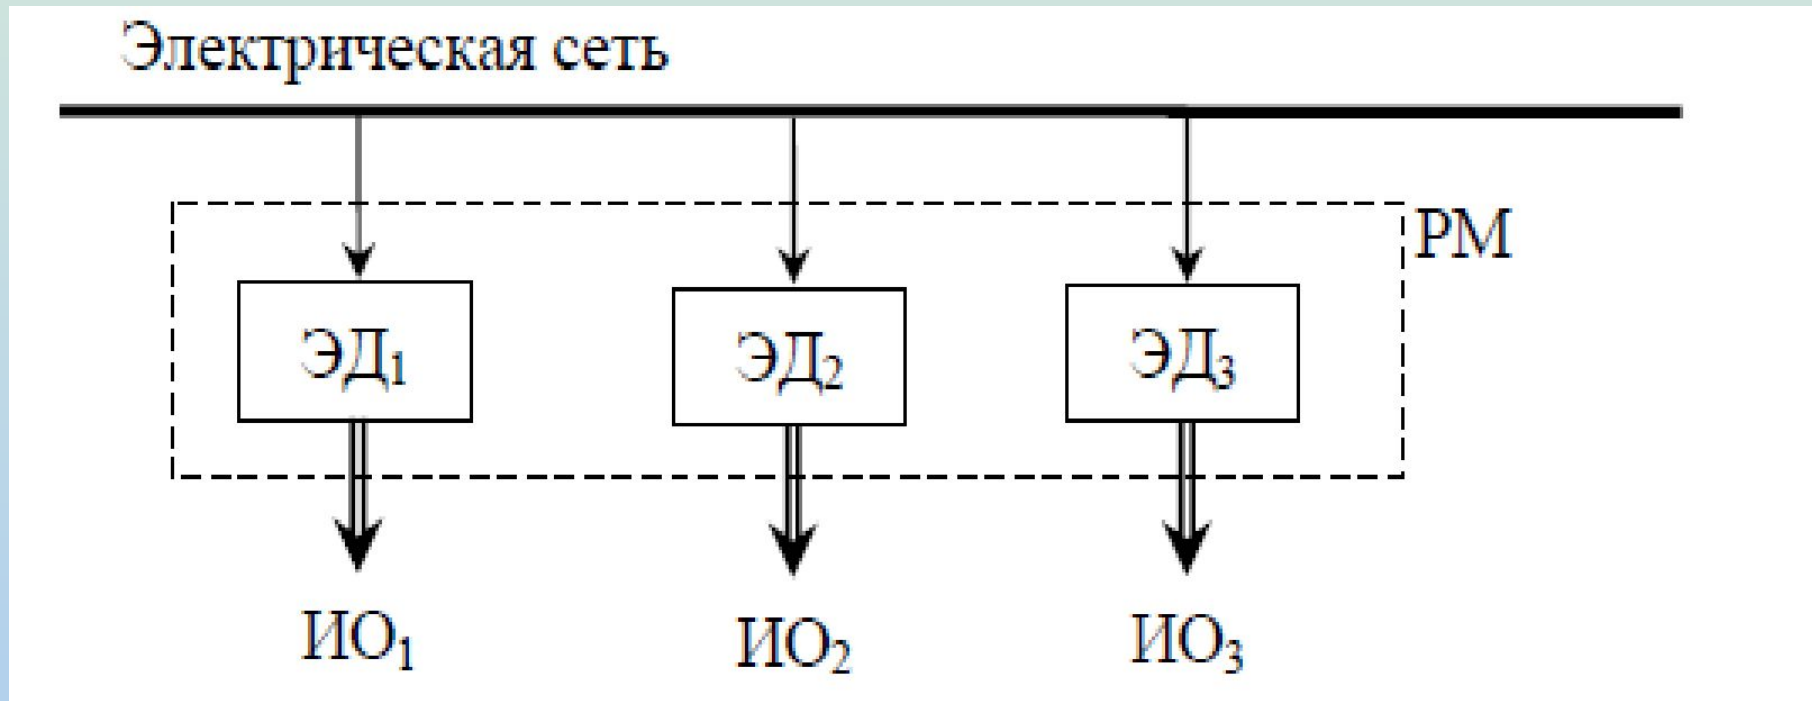 Электрическая сеть
РМ
ЭД₁ ЭД₂ ЭД₃
ИО₁ ИО₂ ИО₃